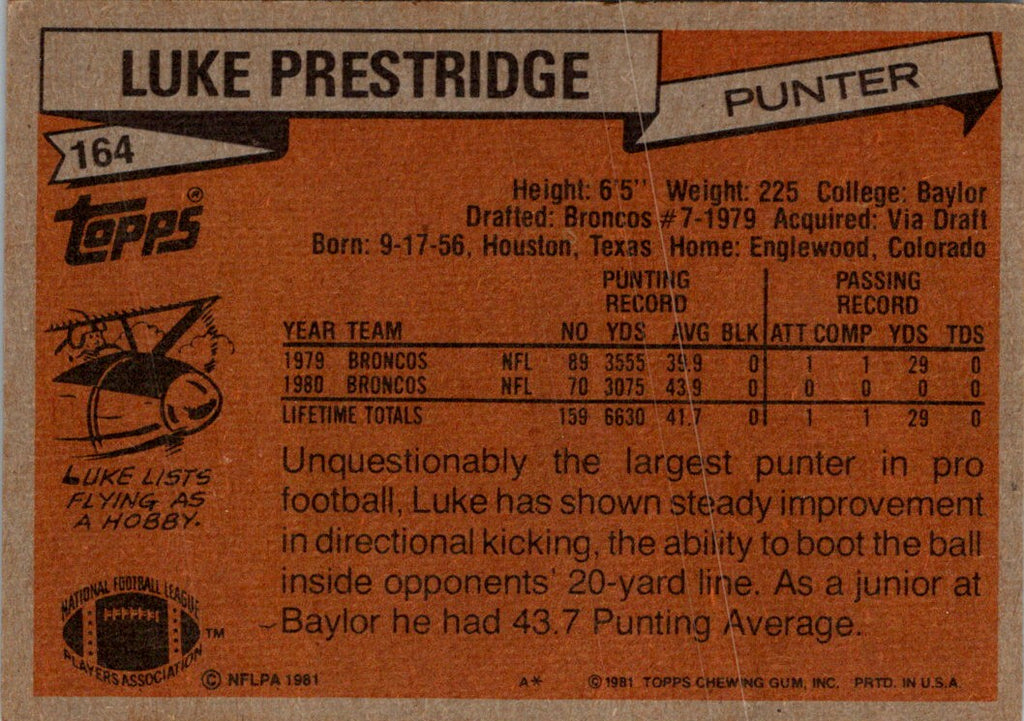 LUKE PRESTRIDGE
PUNTER
164
Topps®
Height: 6'5" Weight: 225 College: Baylor
Drafted: Broncos #7-1979 Acquired: Via Draft
Born: 9-17-56, Houston, Texas Home: Englewood, Colorado
PUNTING RECORD PASSING RECORD
YEAR TEAM NO YDS AVG BLK ATT COMP YDS TDS
1979 BRONCOS NFL 89 3555 39.9 0 1 1 29 0
1980 BRONCOS NFL 70 3075 43.9 0 0 0 0 0
LIFETIME TOTALS 159 6630 41.7 0 1 1 29 0
LUKE LISTS
FLYING AS
A HOBBY.
Unquestionably the largest punter in pro
football, Luke has shown steady improvement
in directional kicking, the ability to boot the ball
inside opponents' 20-yard line. As a junior at
Baylor he had 43.7 Punting Average.
NATIONAL FOOTBALL LEAGUE
PLAYERS ASSOCIATION
TM
© NFLPA 1981
A* © 1981 TOPPS CHEWING GUM, INC. PRTD. IN U.S.A.